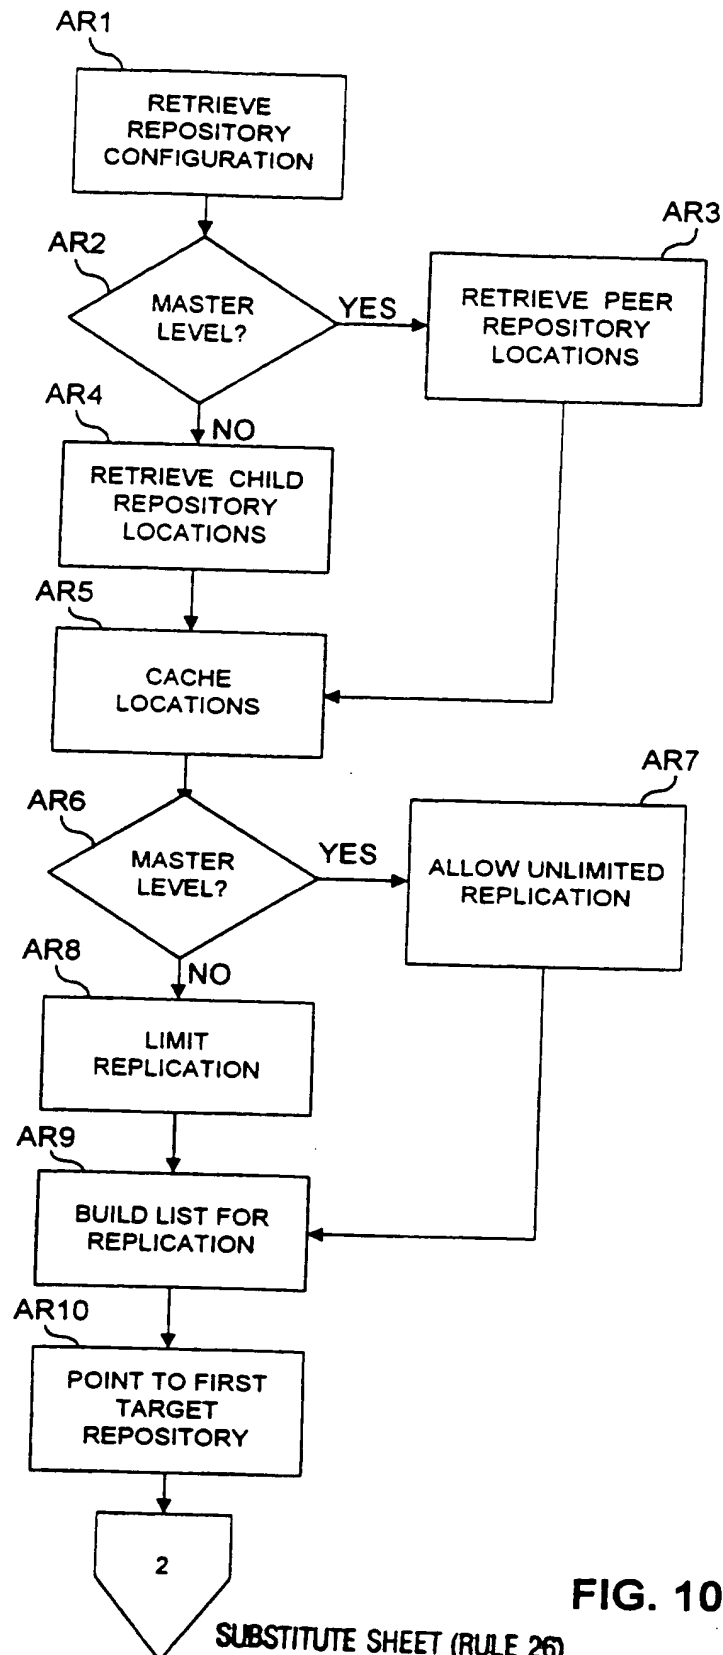 AR1
RETRIEVE
REPOSITORY
CONFIGURATION
AR2
MASTER
LEVEL?
YES
AR3
RETRIEVE PEER
REPOSITORY
LOCATIONS
NO
AR4
RETRIEVE CHILD
REPOSITORY
LOCATIONS
AR5
CACHE
LOCATIONS
AR6
MASTER
LEVEL?
YES
AR7
ALLOW UNLIMITED
REPLICATION
NO
AR8
LIMIT
REPLICATION
AR9
BUILD LIST FOR
REPLICATION
AR10
POINT TO FIRST
TARGET
REPOSITORY
2
FIG. 10
SUBSTITUTE SHEET (RULE 26)